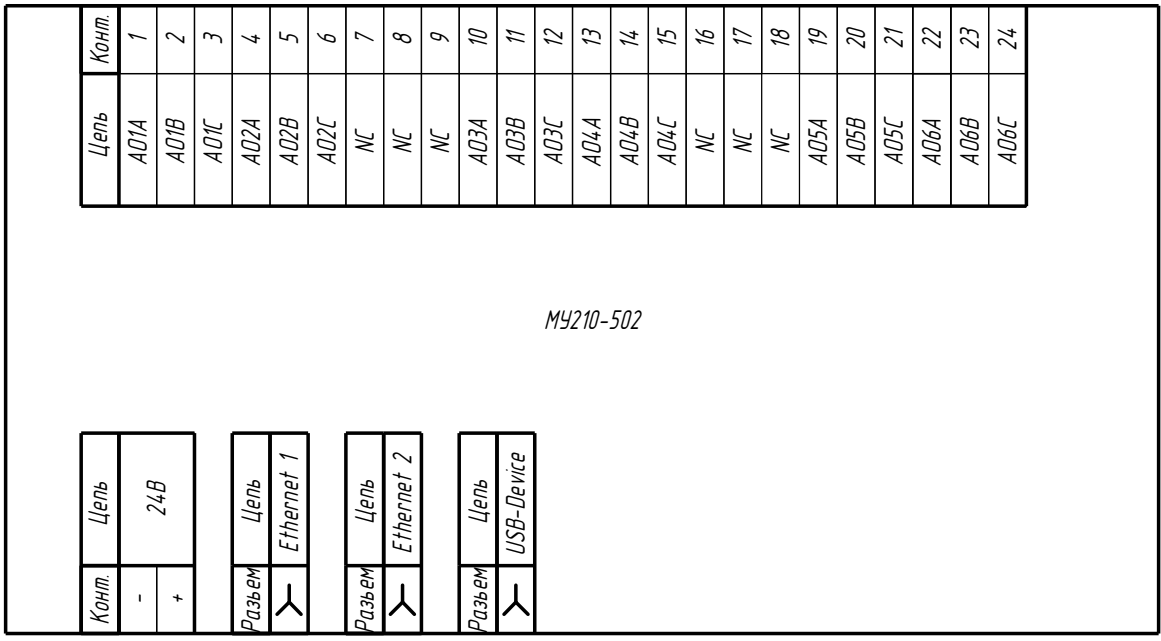 Конт. 1 2 3 4 5 6 7 8 9 10 11 12 13 14 15 16 17 18 19 20 21 22 23 24
Цепь AO1A AO1B AO1C AO2A AO2B AO2C NC NC NC AO3A AO3B AO3C AO4A AO4B AO4C NC NC NC AO5A AO5B AO5C AO6A AO6B AO6C
МУ210-502
Цепь 24В
Конт. - +
Цепь Ethernet 1
Разъем
Цепь Ethernet 2
Разъем
Цепь USB-Device
Разъем